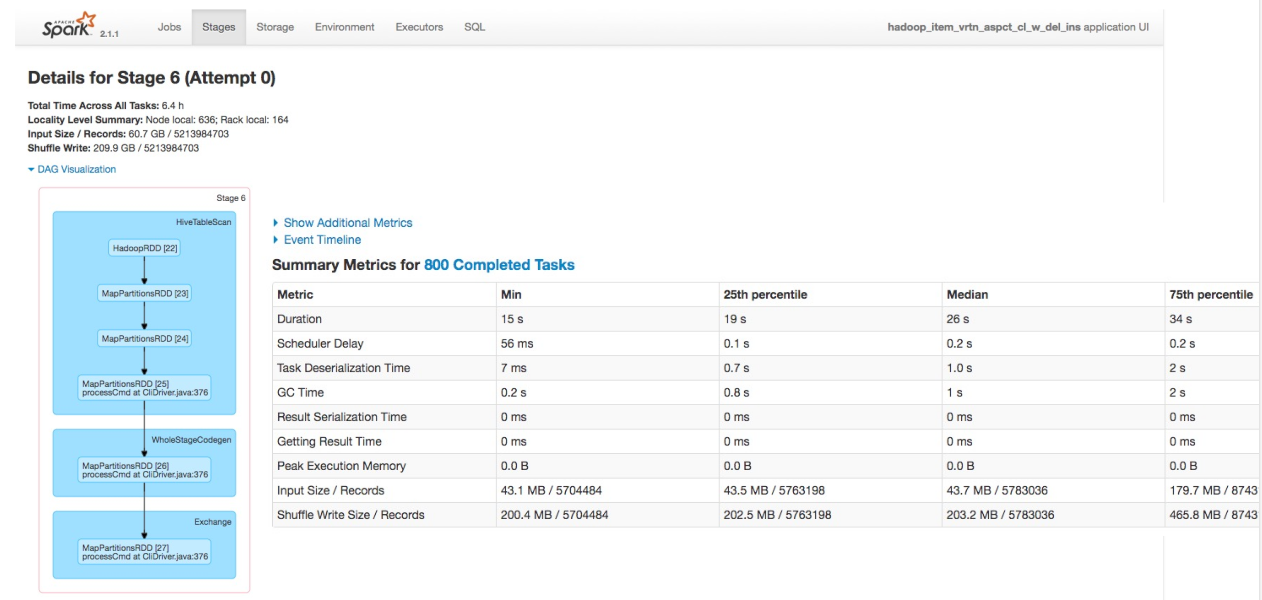 APACHE
Spark 2.1.1 Jobs Stages Storage Environment Executors SQL hadoop_item_vrtn_aspct_cl_w_del_ins application UI
Details for Stage 6 (Attempt 0)
Total Time Across All Tasks: 6.4 h
Locality Level Summary: Node local: 636; Rack local: 164
Input Size / Records: 60.7 GB / 5213984703
Shuffle Write: 209.9 GB / 5213984703
DAG Visualization
Stage 6
HiveTableScan
HadoopRDD [22]
MapPartitionsRDD [23]
MapPartitionsRDD [24]
MapPartitionsRDD [25]
processCmd at CliDriver.java:376
WholeStageCodegen
MapPartitionsRDD [26]
processCmd at CliDriver.java:376
Exchange
MapPartitionsRDD [27]
processCmd at CliDriver.java:376
Show Additional Metrics
Event Timeline
Summary Metrics for 800 Completed Tasks
Metric Min 25th percentile Median 75th percentile
Duration 15 s 19 s 26 s 34 s
Scheduler Delay 56 ms 0.1 s 0.2 s 0.2 s
Task Deserialization Time 7 ms 0.7 s 1.0 s 2 s
GC Time 0.2 s 0.8 s 1 s 2 s
Result Serialization Time 0 ms 0 ms 0 ms 0 ms
Getting Result Time 0 ms 0 ms 0 ms 0 ms
Peak Execution Memory 0.0 B 0.0 B 0.0 B 0.0 B
Input Size / Records 43.1 MB / 5704484 43.5 MB / 5763198 43.7 MB / 5783036 179.7 MB / 8743
Shuffle Write Size / Records 200.4 MB / 5704484 202.5 MB / 5763198 203.2 MB / 5783036 465.8 MB / 8743